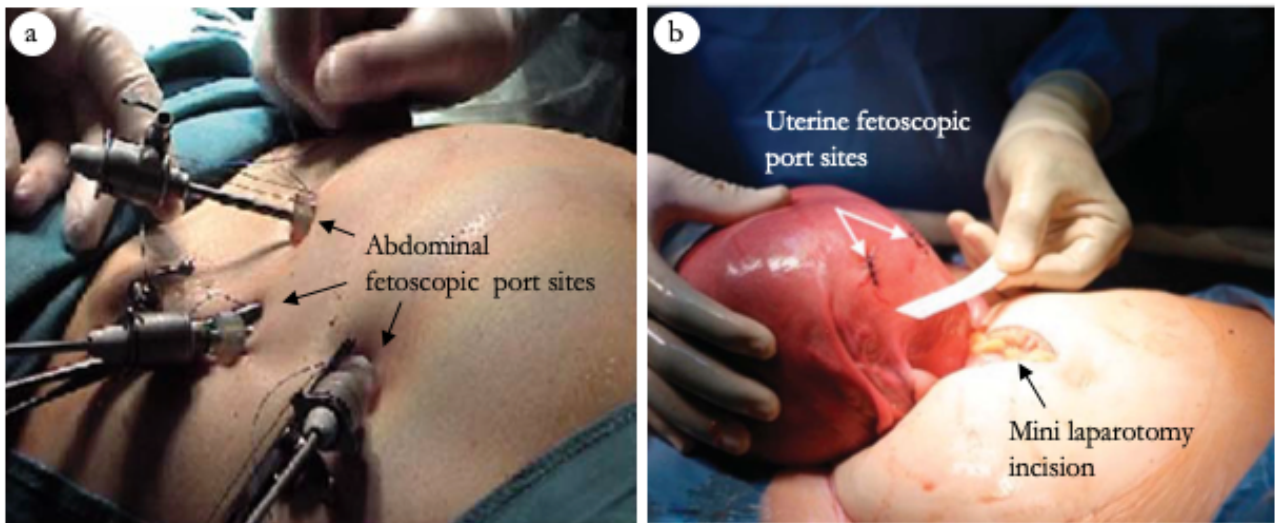 a
Abdominal
fetoscopic port sites
b
Uterine fetoscopic
port sites
Mini laparotomy
incision